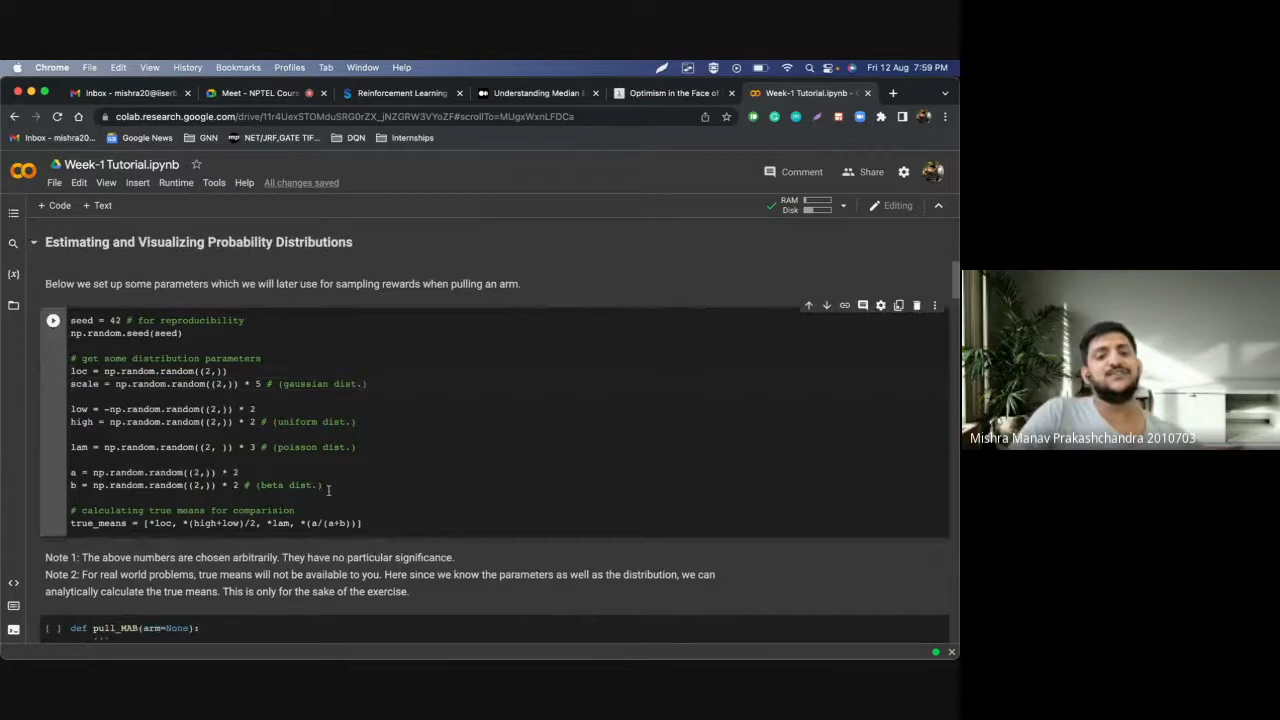 Chrome File Edit View History Bookmarks Profiles Tab Window Help Fri 12 Aug 7:59 PM
Inbox - mishra20@iiserb Meet - NPTEL Cours Reinforcement Learning Understanding Median E Optimism in the Face of Week-1 Tutorial.ipynb -
colab.research.google.com/drive/11r4UexSTOMduSRG0rZX_jNZGRW3VYoZF#scrollTo=MUgxWxnLFDCa
Inbox - mishra20@ii... Google News GNN NET/JRF,GATE TIF... DQN Internships
Week-1 Tutorial.ipynb
File Edit View Insert Runtime Tools Help All changes saved
Comment Share
+ Code + Text
RAM
Disk
Editing
Estimating and Visualizing Probability Distributions
Below we set up some parameters which we will later use for sampling rewards when pulling an arm.
seed = 42 # for reproducibility
np.random.seed(seed)
# get some distribution parameters
loc = np.random.random((2,))
scale = np.random.random((2,)) * 5 # (gaussian dist.)
low = -np.random.random((2,)) * 2
high = np.random.random((2,)) * 2 # (uniform dist.)
lam = np.random.random((2, )) * 3 # (poisson dist.)
a = np.random.random((2,)) * 2
b = np.random.random((2,)) * 2 # (beta dist.)
# calculating true means for comparision
true_means = [*loc, *(high+low)/2, *lam, *(a/(a+b))]
Note 1: The above numbers are chosen arbitrarily. They have no particular significance.
Note 2: For real world problems, true means will not be available to you. Here since we know the parameters as well as the distribution, we can
analytically calculate the true means. This is only for the sake of the exercise.
[ ] def pull_MAB(arm=None):
Mishra Manav Prakashchandra 2010703